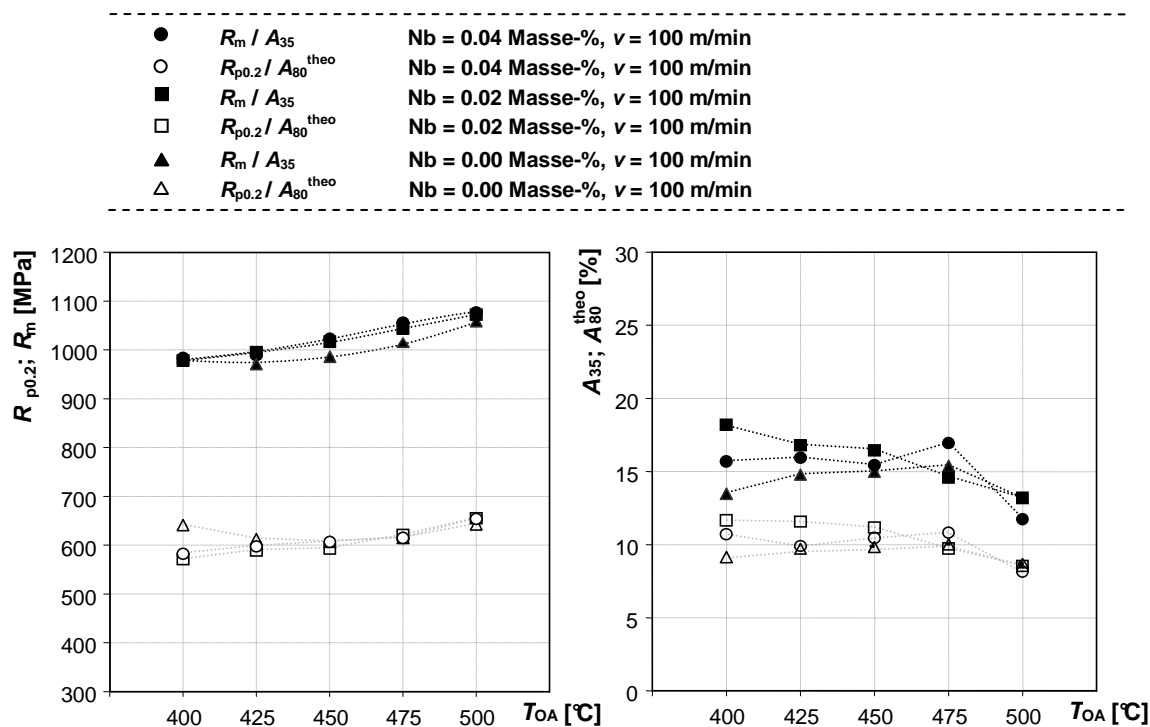 Rm / A35 Nb = 0.04 Masse-%, v = 100 m/min
Rp0.2 / A80theo Nb = 0.04 Masse-%, v = 100 m/min
Rm / A35 Nb = 0.02 Masse-%, v = 100 m/min
Rp0.2 / A80theo Nb = 0.02 Masse-%, v = 100 m/min
Rm / A35 Nb = 0.00 Masse-%, v = 100 m/min
Rp0.2 / A80theo Nb = 0.00 Masse-%, v = 100 m/min
R p0.2; Rm [MPa]
1200
1100
1000
900
800
700
600
500
400
300
400 425 450 475 500 TOA [°C]
A35; A80theo [%]
30
25
20
15
10
5
0
400 425 450 475 500 TOA [°C]